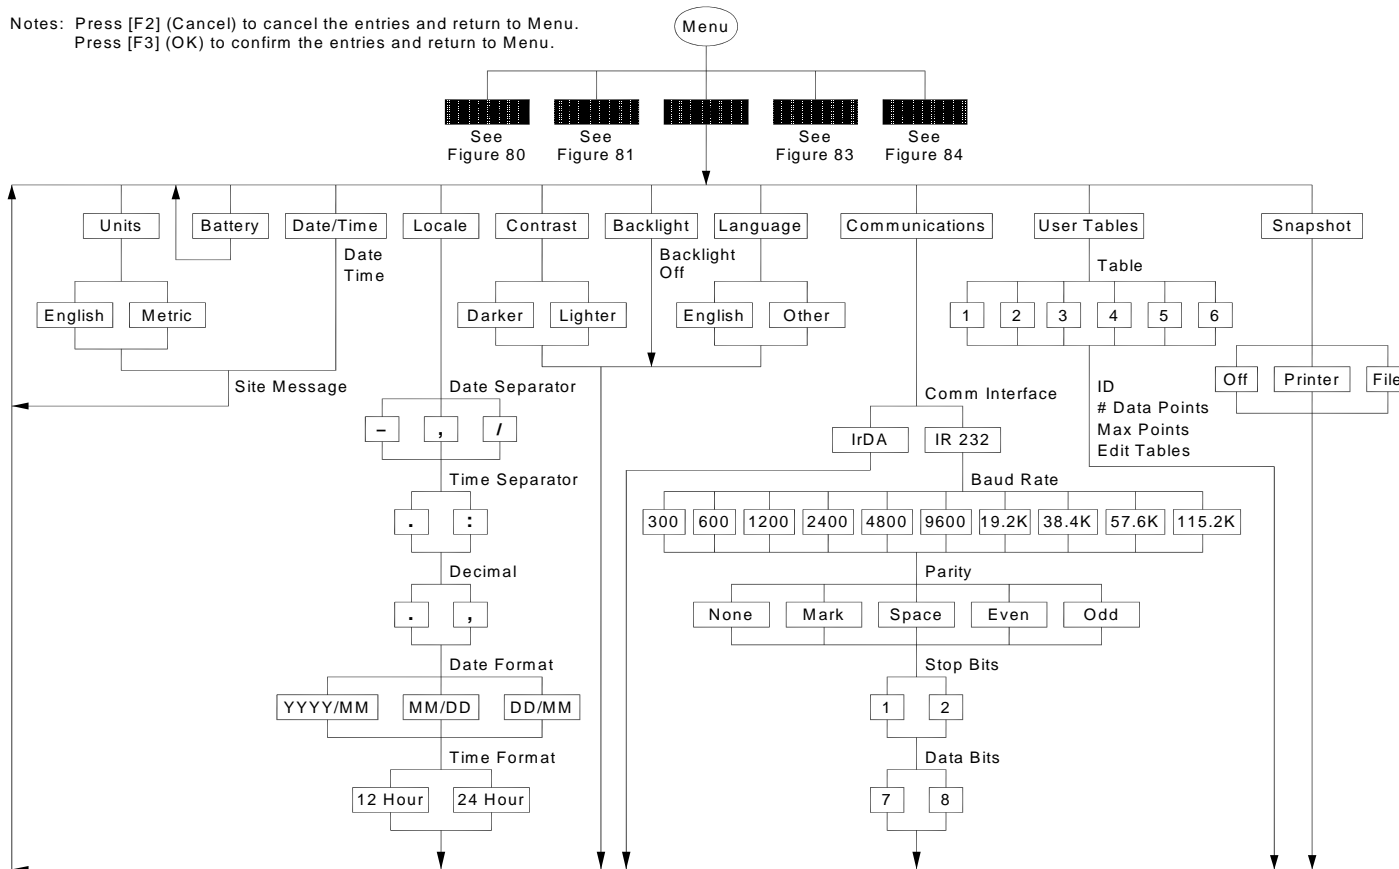 Notes: Press [F2] (Cancel) to cancel the entries and return to Menu.
Press [F3] (OK) to confirm the entries and return to Menu.
Menu
See Figure 80
See Figure 81
See Figure 83
See Figure 84
Units
Battery
Date/Time
Locale
Contrast
Backlight
Language
Communications
User Tables
Snapshot
Date
Time
Backlight
Off
Table
English
Metric
Darker
Lighter
English
Other
1 2 3 4 5 6
Site Message
Date Separator
– , /
Comm Interface
IrDA
IR 232
ID
# Data Points
Max Points
Edit Tables
Off
Printer
File
Time Separator
. :
Baud Rate
300 600 1200 2400 4800 9600 19.2K 38.4K 57.6K 115.2K
Decimal
. ,
Parity
None Mark Space Even Odd
Date Format
YYYY/MM MM/DD DD/MM
Stop Bits
1 2
Time Format
12 Hour 24 Hour
Data Bits
7 8